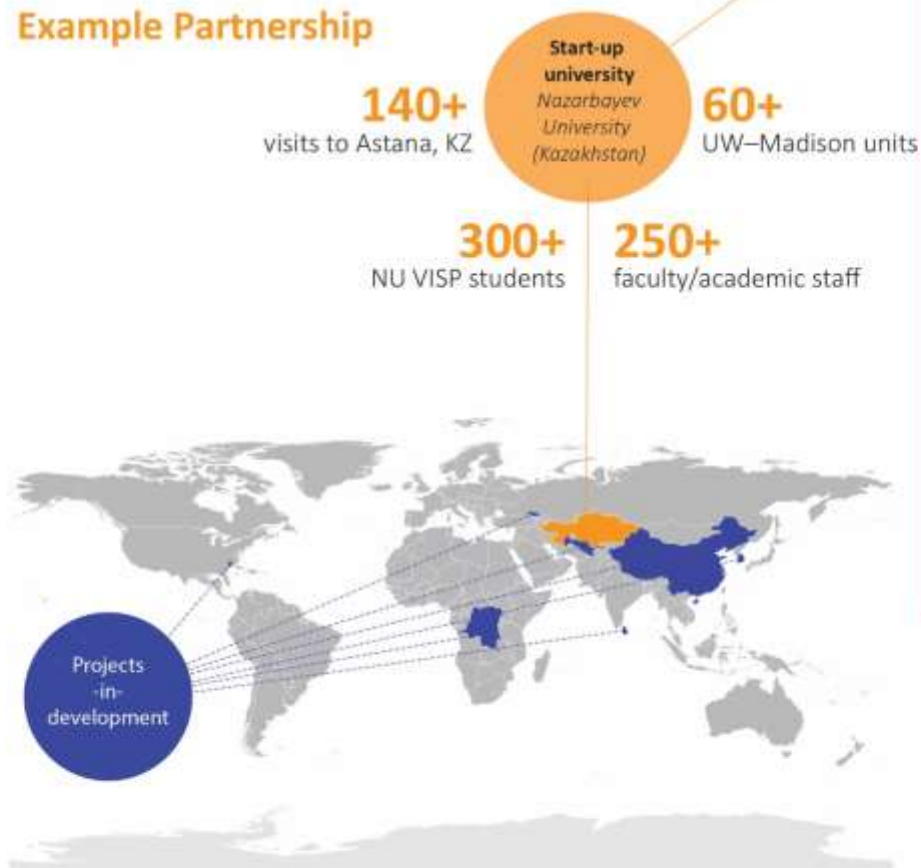 Example Partnership
Start-up
university
Nazarbayev
University
(Kazakhstan)
140+
visits to Astana, KZ
60+
UW–Madison units
300+
NU VISP students
250+
faculty/academic staff
Projects
-in-
development